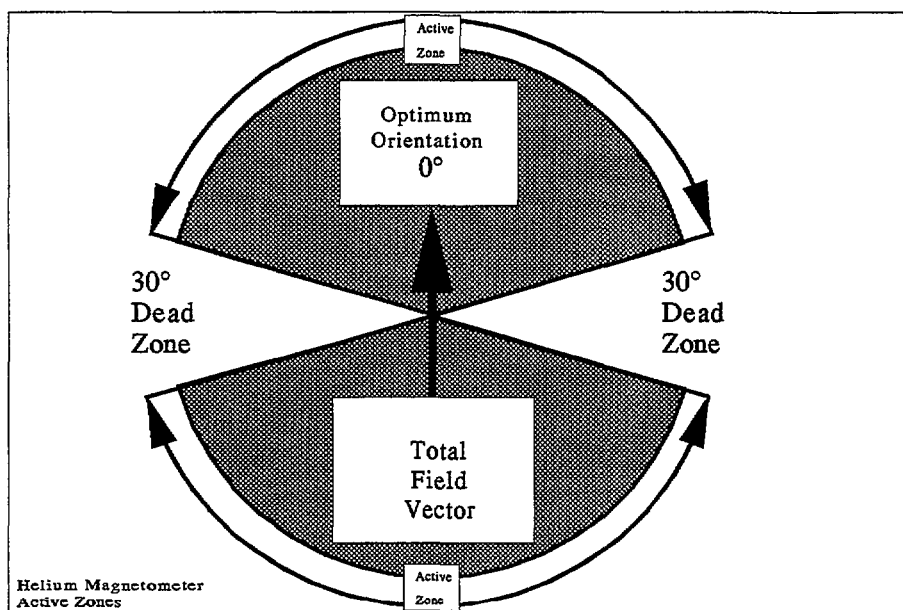 Active
Zone
Optimum
Orientation
0°
30°
Dead
Zone
30°
Dead
Zone
Total
Field
Vector
Active
Zone
Helium Magnetometer
Active Zones